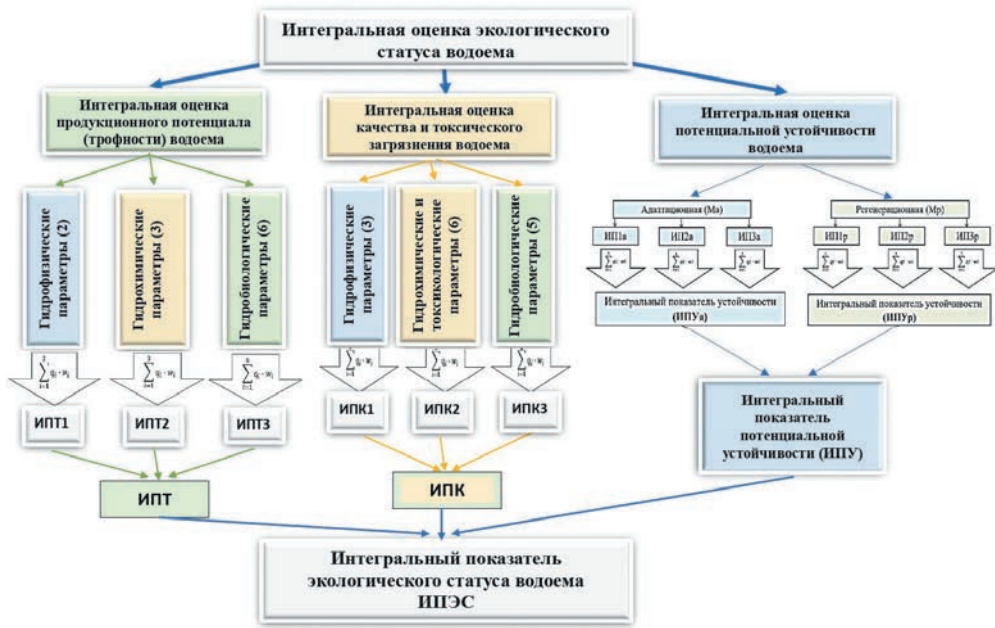 Интегральная оценка экологического
статуса водоема
Интегральная оценка
продукционного потенциала
(трофности) водоема
Интегральная оценка
качества и токсического
загрязнения водоема
Интегральная оценка
потенциальной устойчивости
водоема
Гидрофизические
параметры (2)
Гидрохимические
параметры (3)
Гидробиологические
параметры (6)
Гидрофизические
параметры (3)
Гидрохимические и
токсикологические
параметры (6)
Гидробиологические
параметры (5)
Адаптационная (Ма)
Регенерационная (Мр)
ИП1а
ИП2а
ИП3а
ИП1р
ИП2р
ИП3р
Интегральный показатель устойчивости
(ИПУа)
Интегральный показатель устойчивости
(ИПУр)
ИПТ1
ИПТ2
ИПТ3
ИПК1
ИПК2
ИПК3
ИПТ
ИПК
Интегральный
показатель
потенциальной
устойчивости (ИПУ)
Интегральный показатель
экологического статуса водоема
ИПЭС